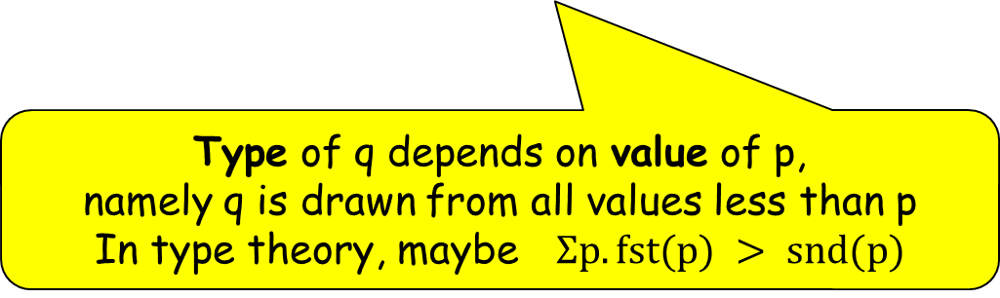 Type of q depends on value of p,
namely q is drawn from all values less than p
In type theory, maybe Σp. fst(p) > snd(p)